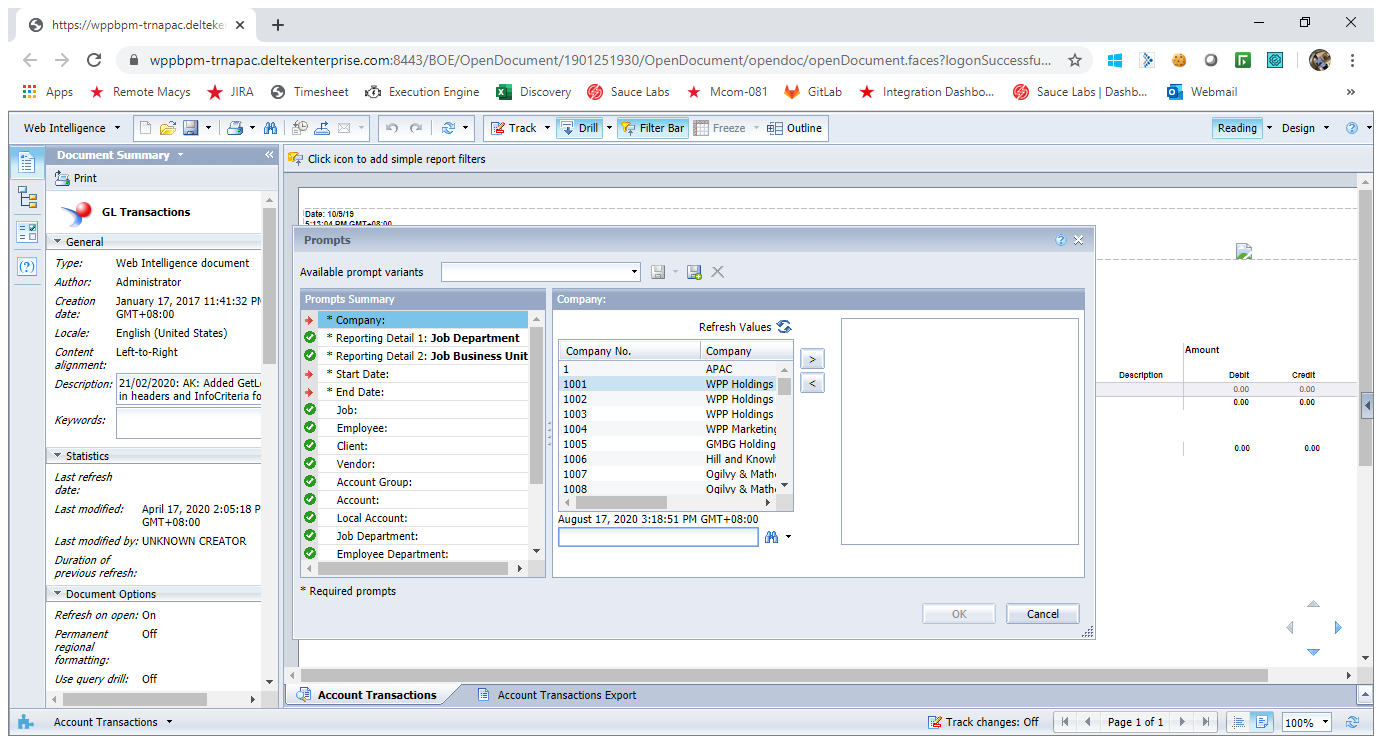 https://wppbpm-trnapac.delteke
wppbpm-trnapac.deltekenterprise.com:8443/BOE/OpenDocument/1901251930/OpenDocument/opendoc/openDocument.faces?logonSuccessfu...
Apps Remote Macys JIRA Timesheet Execution Engine Discovery Sauce Labs Mcom-081 GitLab Integration Dashbo... Sauce Labs | Dashb... Webmail »
Web Intelligence Track Drill Filter Bar Freeze Outline Reading Design
Document Summary
Click icon to add simple report filters
Print
GL Transactions
General
Type: Web Intelligence document
Author: Administrator
Creation date: January 17, 2017 11:41:32 PM
GMT+08:00
Locale: English (United States)
Content alignment: Left-to-Right
Description: 21/02/2020: AK: Added GetLo
in headers and InfoCriteria fo
Keywords:
Statistics
Last refresh date:
Last modified: April 17, 2020 2:05:18 P
GMT+08:00
Last modified by: UNKNOWN CREATOR
Duration of previous refresh:
Document Options
Refresh on open: On
Permanent regional formatting: Off
Use query drill: Off
Date: 10/9/19
5:13:04 PM GMT+08:00
Prompts
Available prompt variants
Prompts Summary
* Company:
* Reporting Detail 1: Job Department
* Reporting Detail 2: Job Business Unit
* Start Date:
* End Date:
Job:
Employee:
Client:
Vendor:
Account Group:
Account:
Local Account:
Job Department:
Employee Department:
Company:
Refresh Values
Company No. Company
1 APAC
1001 WPP Holdings
1002 WPP Holdings
1003 WPP Holdings
1004 WPP Marketing
1005 GMBG Holding
1006 Hill and Knowl
1007 Ogilvy & Math
1008 Ogilvy & Math
August 17, 2020 3:18:51 PM GMT+08:00
>
<
* Required prompts
OK Cancel
Amount
Description Debit Credit
0.00 0.00
0.00 0.00
0.00 0.00
Account Transactions Account Transactions Export
Account Transactions Track changes: Off Page 1 of 1 100%